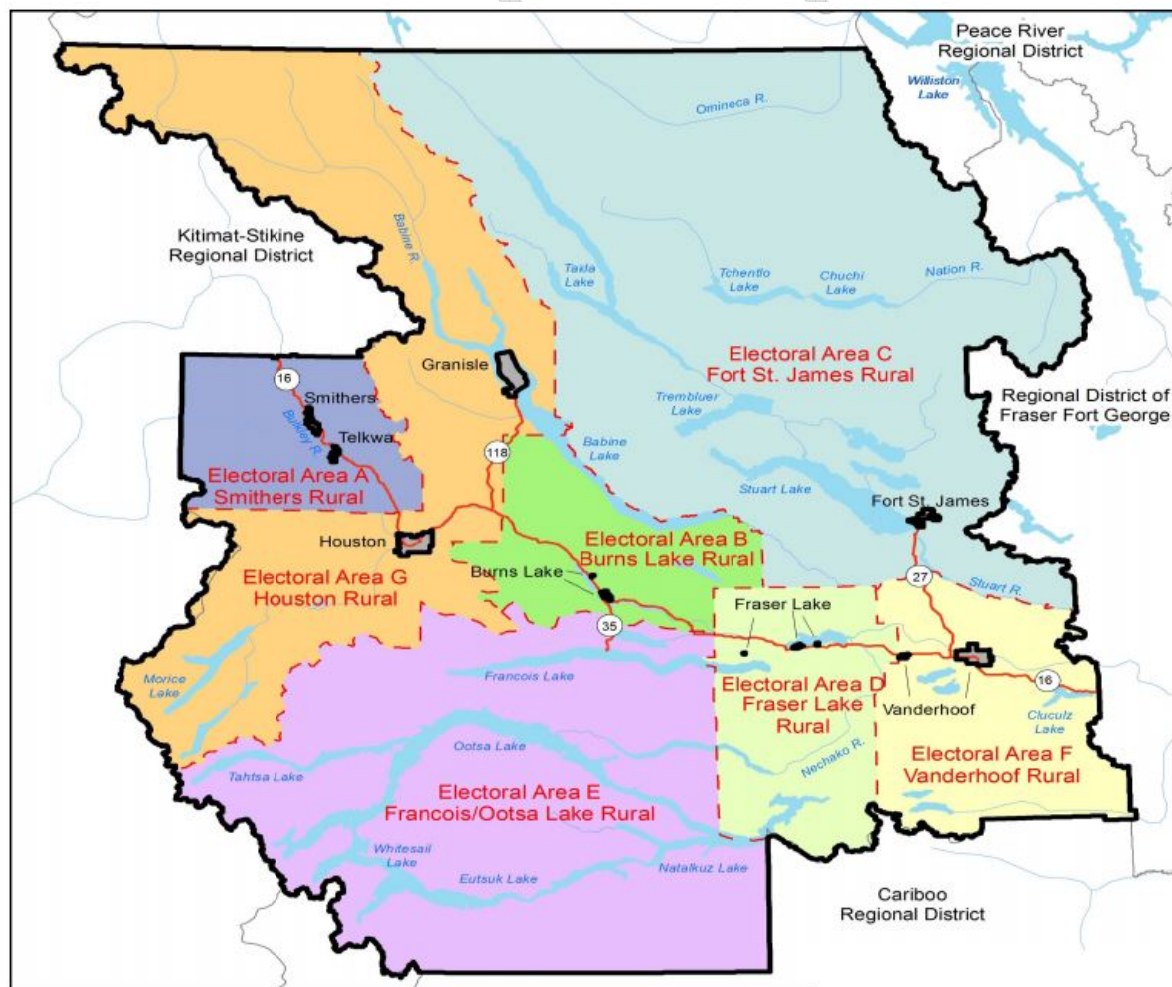 Peace River
Regional District
Williston
Lake
Omineca R.
Kitimat-Stikine
Regional District
Babine R.
Takla
Lake
Tchentlo
Lake
Chuchi
Lake
Nation R.
Granisle
Electoral Area C
Fort St. James Rural
16
Smithers
Trembluer
Lake
Regional District of
Fraser Fort George
Bulkley R.
Telkwa
118
Babine
Lake
Electoral Area A
Smithers Rural
Stuart Lake
Fort St. James
Houston
Electoral Area B
Burns Lake Rural
Electoral Area G
Houston Rural
Burns Lake
27
Stuart R.
Fraser Lake
35
Morice
Lake
Francois Lake
Electoral Area D
Fraser Lake
Rural
Vanderhoof
16
Cluculz
Lake
Ootsa Lake
Nechako R.
Electoral Area F
Vanderhoof Rural
Tahtsa Lake
Electoral Area E
Francois/Ootsa Lake Rural
Whitesail
Lake
Eutsuk Lake
Natalkuz Lake
Cariboo
Regional District